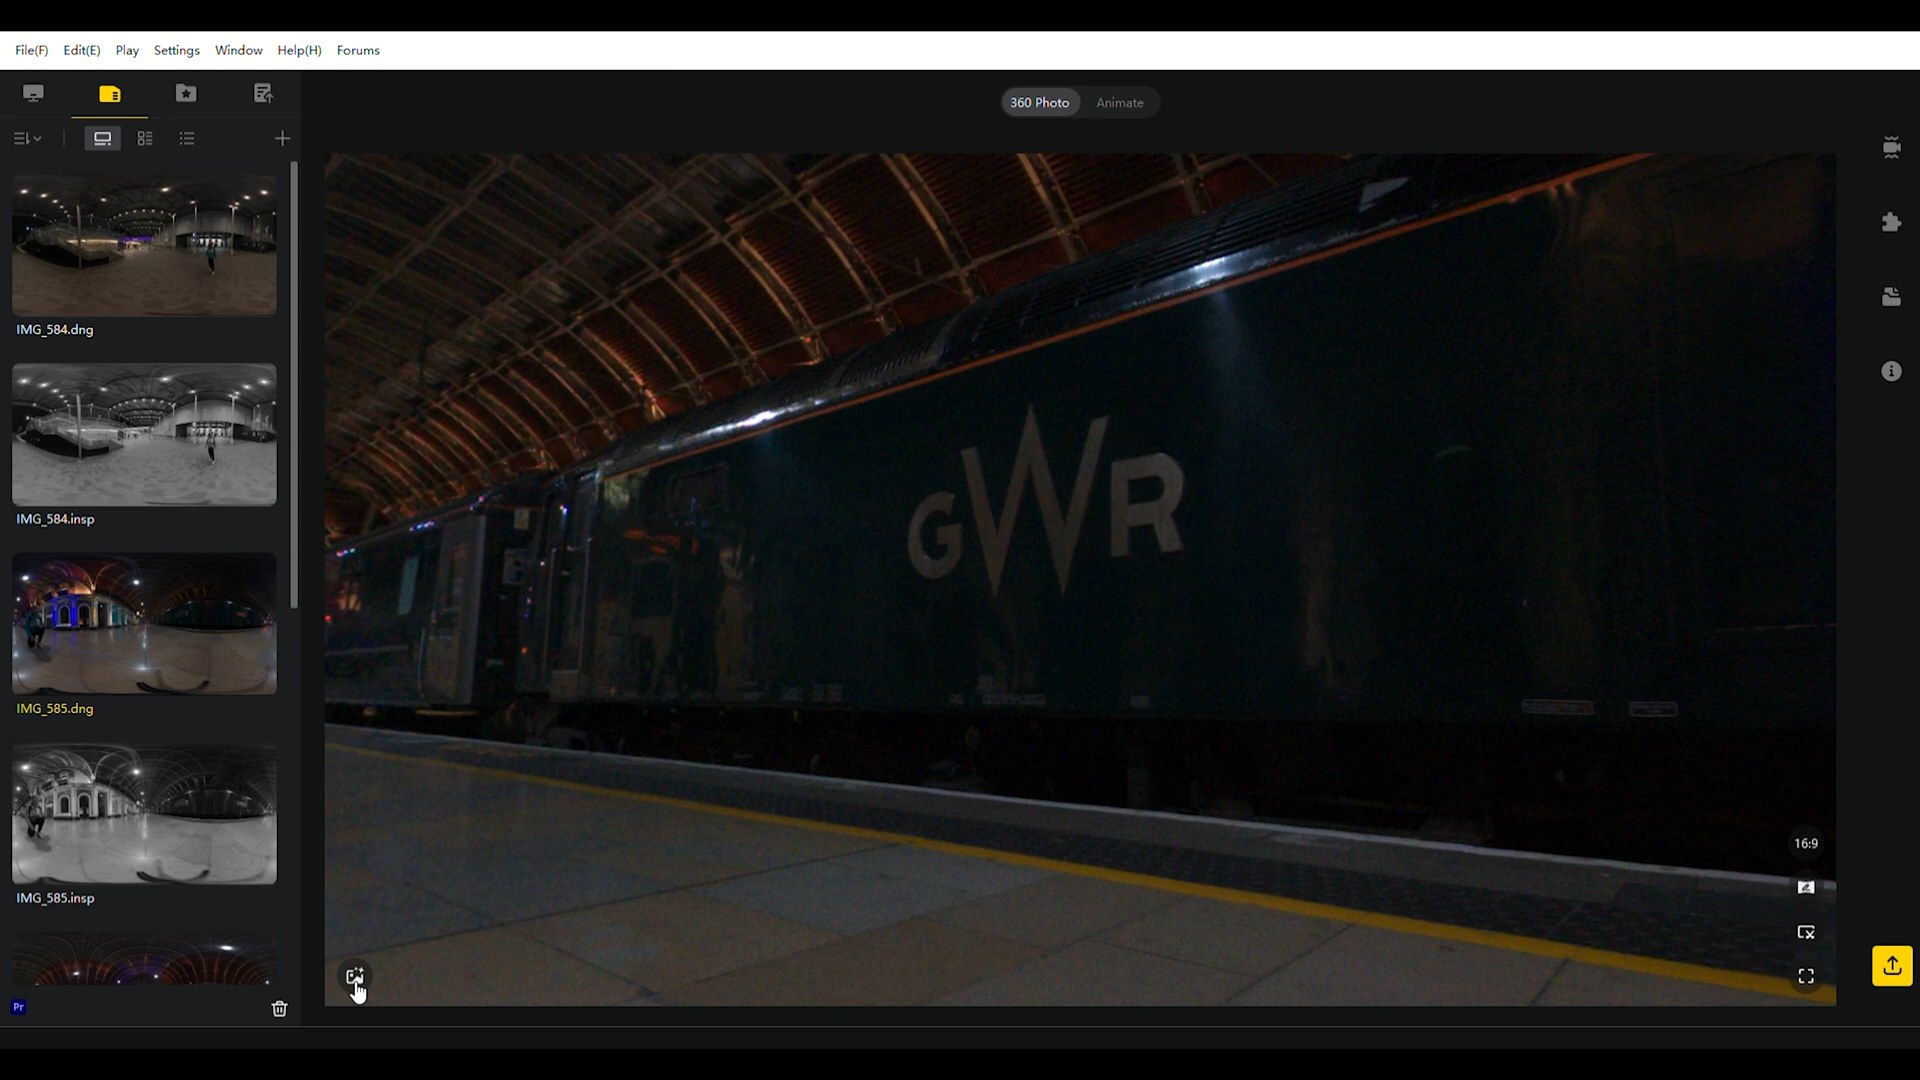 File(F) Edit(E) Play Settings Window Help(H) Forums
360 Photo Animate
IMG_584.dng
IMG_584.insp
IMG_585.dng
IMG_585.insp
GWR
16:9
Pr